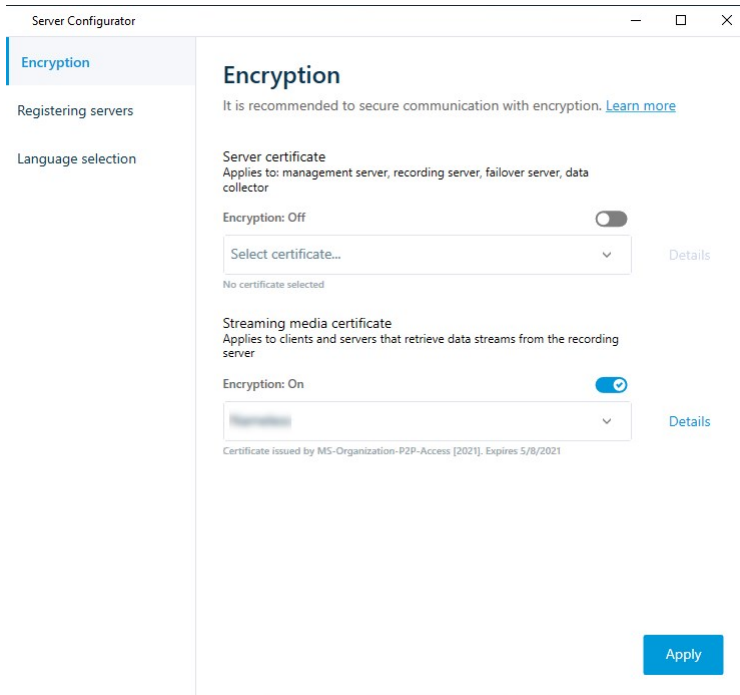 Server Configurator
Encryption
Registering servers
Language selection
Encryption
It is recommended to secure communication with encryption. Learn more
Server certificate
Applies to: management server, recording server, failover server, data
collector
Encryption: Off
Select certificate...
Details
No certificate selected
Streaming media certificate
Applies to clients and servers that retrieve data streams from the recording
server
Encryption: On
Details
Certificate issued by MS-Organization-P2P-Access [2021]. Expires 5/8/2021
Apply